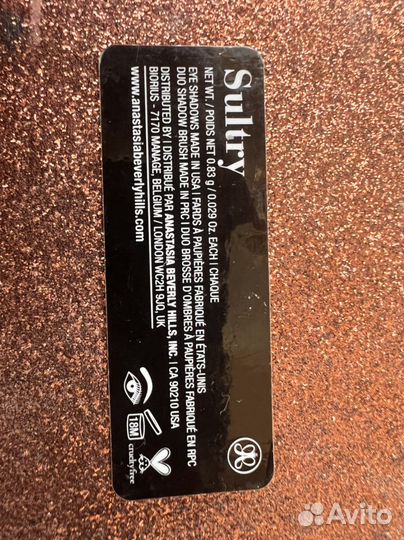 Sultry
NET WT. / POIDS NET 0.83 g / 0.029 Oz. EACH | CHAQUE
EYE SHADOWS MADE IN USA | FARDS À PAUPIÈRES FABRIQUÉ EN ÉTATS-UNIS
DUO SHADOW BRUSH MADE IN PRC | DUO BROSSE D'OMBRES À PAUPIÈRES FABRIQUÉ EN RPC
DISTRIBUTED BY | DISTRIBUÉ PAR ANASTASIA BEVERLY HILLS, INC. | CA 90210 USA
BIORIUS - 7170 MANAGE, BELGIUM / LONDON WC2H 9JQ, UK
www.anastasiabeverlyhills.com
18M
crueltyfree
Avito